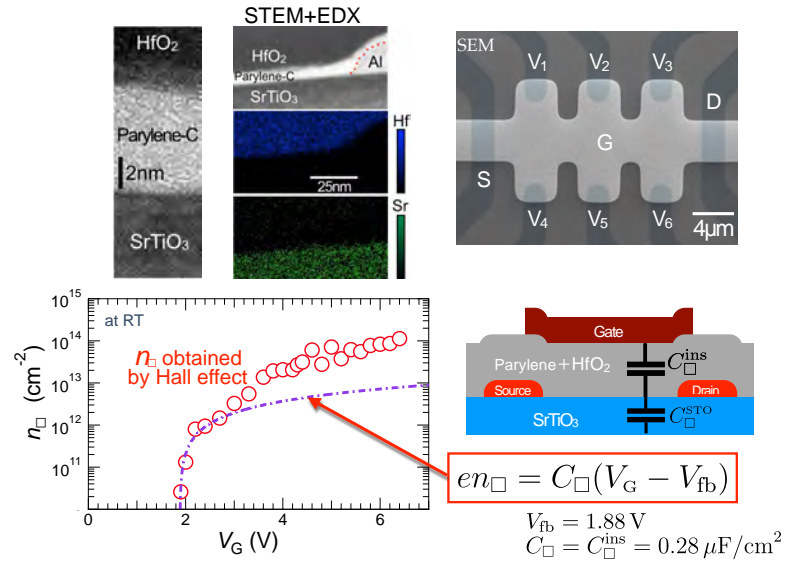 STEM+EDX
HfO₂
Parylene-C
2nm
SrTiO₃
HfO₂
Al
Parylene-C
SrTiO₃
Hf
25nm
Sr
SEM
V₁ V₂ V₃
D
G
S
V₄ V₅ V₆
4μm
10¹⁵
10¹⁴
10¹³
10¹²
10¹¹
n□ (cm⁻²)
at RT
n□ obtained
by Hall effect
0 2 4 6
V_G (V)
Gate
Parylene+HfO₂
C□^ins
Source
Drain
SrTiO₃
C□^STO
en□ = C□(V_G − V_fb)
V_fb = 1.88 V
C□ = C□^ins = 0.28 μF/cm²